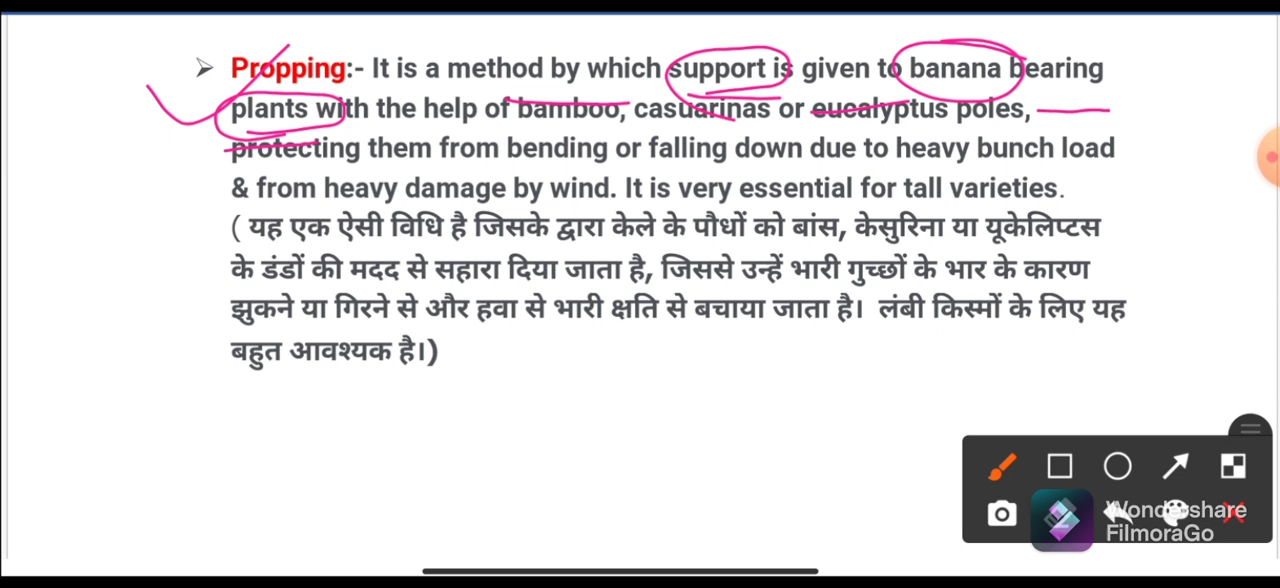 ➢ Propping:- It is a method by which support is given to banana bearing
plants with the help of bamboo, casuarinas or eucalyptus poles,
protecting them from bending or falling down due to heavy bunch load
& from heavy damage by wind. It is very essential for tall varieties.
( यह एक ऐसी विधि है जिसके द्वारा केले के पौधों को बांस, केसुरिना या यूकेलिप्टस
के डंडों की मदद से सहारा दिया जाता है, जिससे उन्हें भारी गुच्छों के भार के कारण
झुकने या गिरने से और हवा से भारी क्षति से बचाया जाता है। लंबी किस्मों के लिए यह
बहुत आवश्यक है।)
Wondershare
FilmoraGo